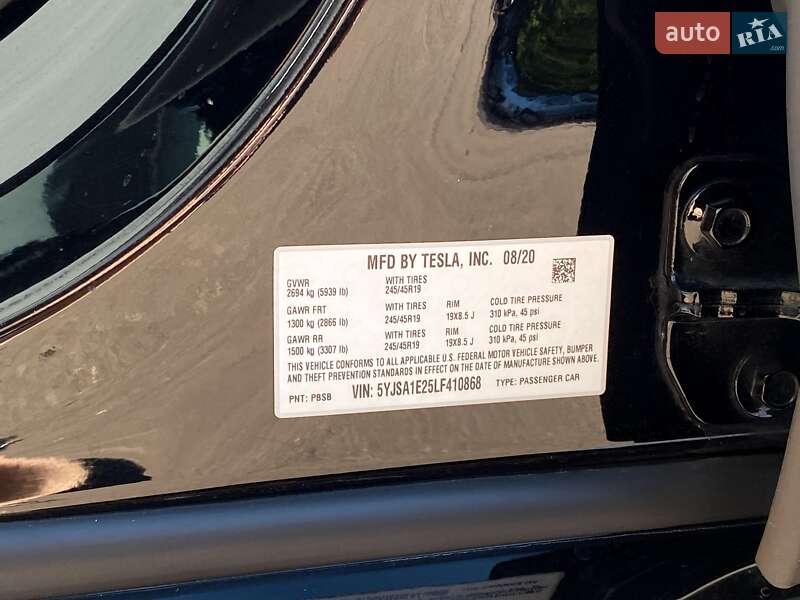 auto RIA .com
MFD BY TESLA, INC. 08/20
GVWR WITH TIRES
2694 kg (5939 lb) 245/45R19
GAWR FRT WITH TIRES RIM COLD TIRE PRESSURE
1300 kg (2866 lb) 245/45R19 19X8.5 J 310 kPa, 45 psi
GAWR RR WITH TIRES RIM COLD TIRE PRESSURE
1500 kg (3307 lb) 245/45R19 19X8.5 J 310 kPa, 45 psi
THIS VEHICLE CONFORMS TO ALL APPLICABLE U.S. FEDERAL MOTOR VEHICLE SAFETY, BUMPER
AND THEFT PREVENTION STANDARDS IN EFFECT ON THE DATE OF MANUFACTURE SHOWN ABOVE.
PNT: PBSB VIN: 5YJSA1E25LF410868 TYPE: PASSENGER CAR